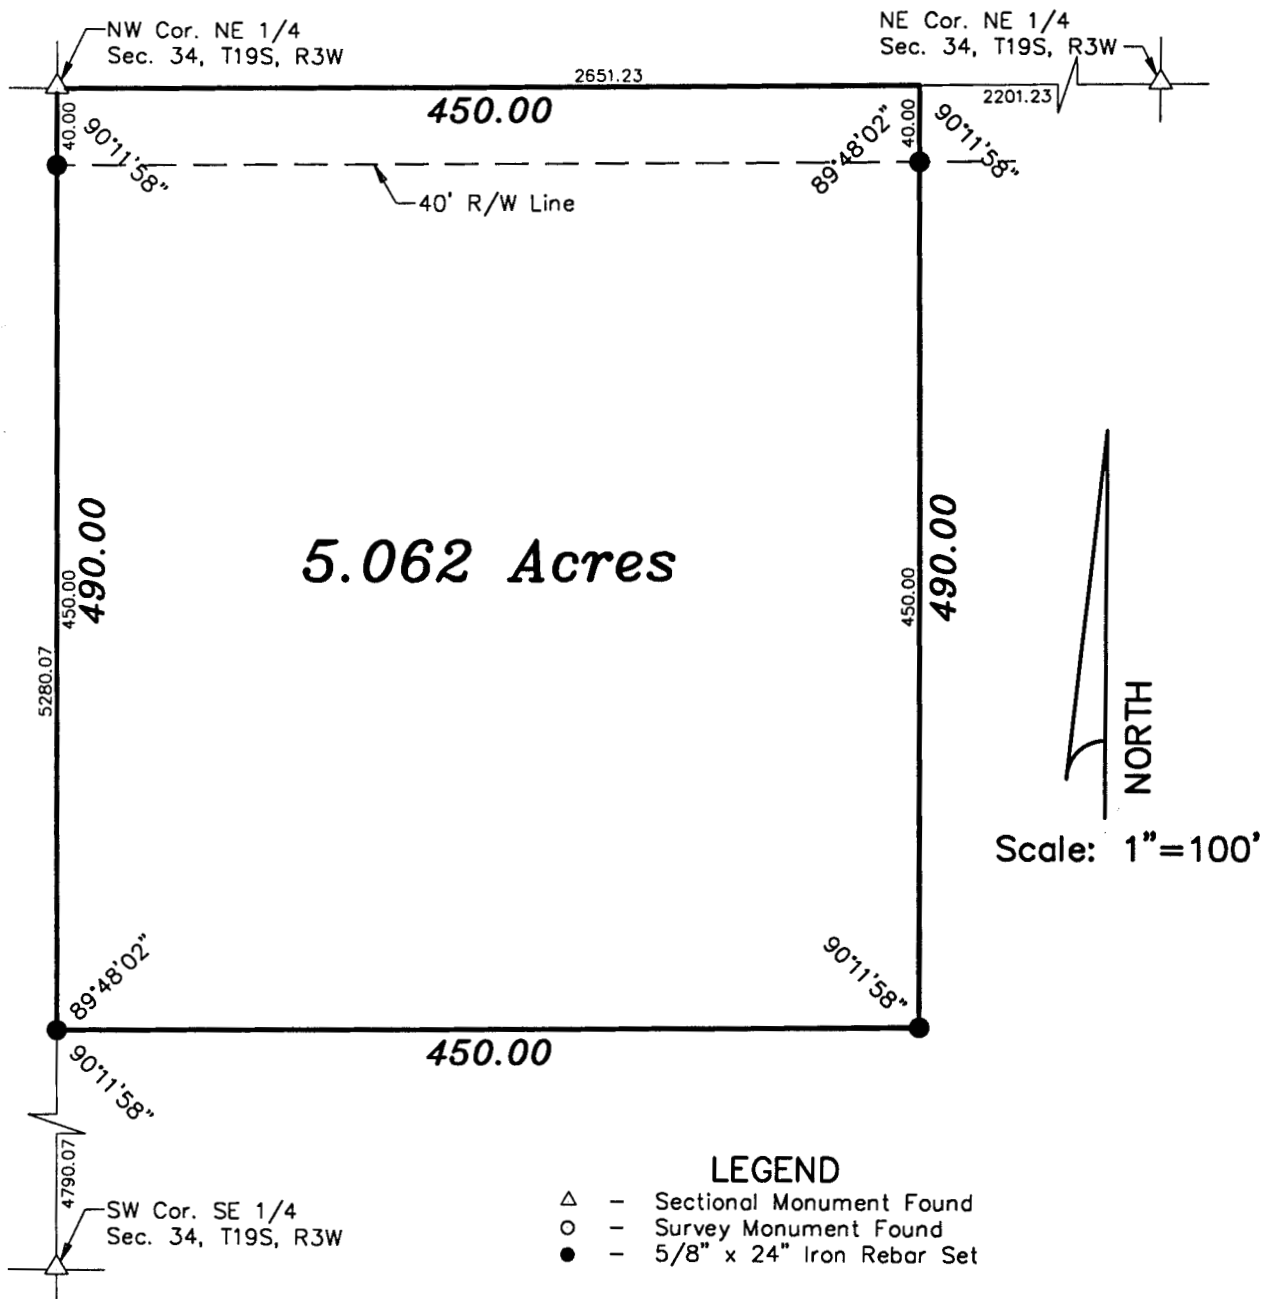 NW Cor. NE 1/4
Sec. 34, T19S, R3W
NE Cor. NE 1/4
Sec. 34, T19S, R3W
2651.23
450.00
2201.23
40.00
90°11'58"
89°48'02"
40.00
90°11'58"
40' R/W Line
490.00
450.00
5280.07
5.062 Acres
490.00
450.00
NORTH
Scale: 1"=100'
89°48'02"
90°11'58"
450.00
90°11'58"
4790.07
SW Cor. SE 1/4
Sec. 34, T19S, R3W
LEGEND
△ - Sectional Monument Found
○ - Survey Monument Found
● - 5/8" x 24" Iron Rebar Set